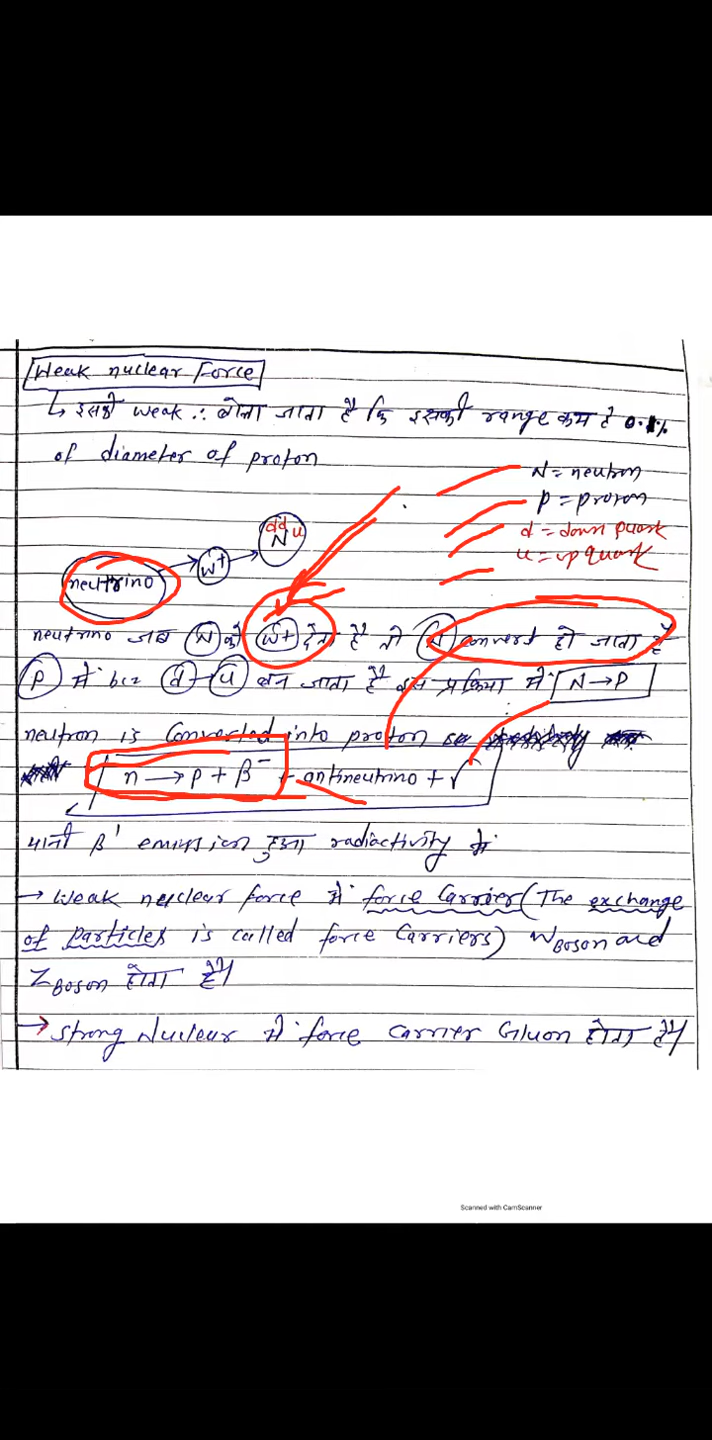 Weak nuclear Force
↳ इसको weak ∴ बोला जाता है कि इसकी range कम है 0.1%
of diameter of proton
N = neutron
P = proton
d = down quark
u = up quark
dd u
N
W+
neutrino
neutrino जब N को W+ देता है तो N convert हो जाता है
P में bcz d → u बन जाता है इस प्रक्रिया में N → P
neutron is converted into proton
n → P + β⁻ + antineutrino + r
यानी β' emission हुआ radiactivity में
→ Weak nuclear force में force carrier (The exchange
of particles is called force carriers) W Boson and
Z Boson होता है।
→ strong Nuclear में force carrier Gluon होता है।
Scanned with CamScanner